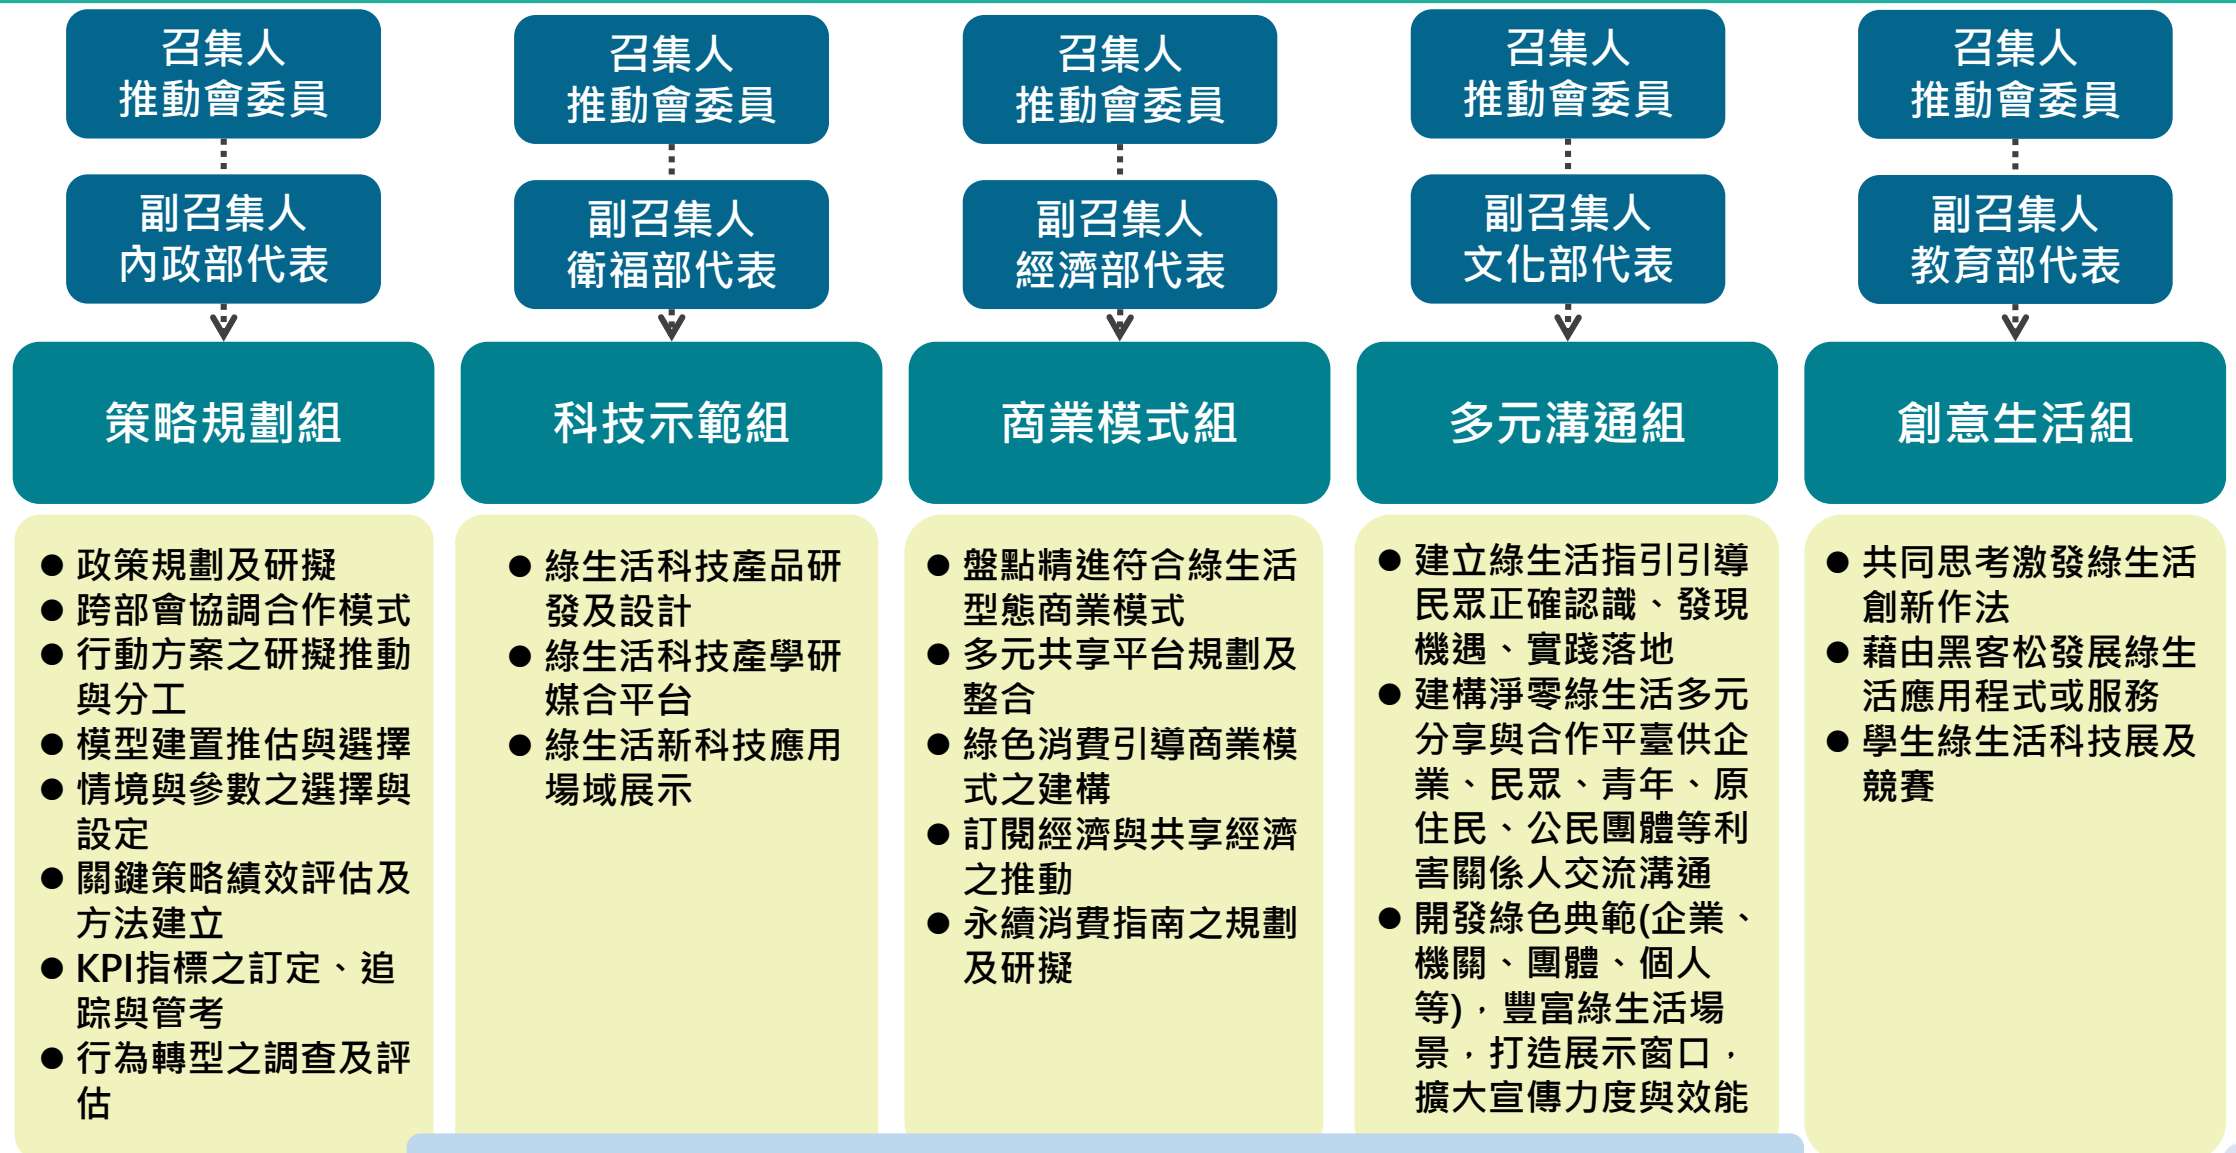 召集人
推動會委員
副召集人
內政部代表
策略規劃組
● 政策規劃及研擬
● 跨部會協調合作模式
● 行動方案之研擬推動
與分工
● 模型建置推估與選擇
● 情境與參數之選擇與
設定
● 關鍵策略績效評估及
方法建立
● KPI指標之訂定、追
踪與管考
● 行為轉型之調查及評
估
召集人
推動會委員
副召集人
衛福部代表
科技示範組
● 綠生活科技產品研
發及設計
● 綠生活科技產學研
媒合平台
● 綠生活新科技應用
場域展示
召集人
推動會委員
副召集人
經濟部代表
商業模式組
● 盤點精進符合綠生活
型態商業模式
● 多元共享平台規劃及
整合
● 綠色消費引導商業模
式之建構
● 訂閱經濟與共享經濟
之推動
● 永續消費指南之規劃
及研擬
召集人
推動會委員
副召集人
文化部代表
多元溝通組
● 建立綠生活指引引導
民眾正確認識、發現
機遇、實踐落地
● 建構淨零綠生活多元
分享與合作平臺供企
業、民眾、青年、原
住民、公民團體等利
害關係人交流溝通
● 開發綠色典範(企業、
機關、團體、個人
等)，豐富綠生活場
景，打造展示窗口，
擴大宣傳力度與效能
召集人
推動會委員
副召集人
教育部代表
創意生活組
● 共同思考激發綠生活
創新作法
● 藉由黑客松發展綠生
活應用程式或服務
● 學生綠生活科技展及
競賽